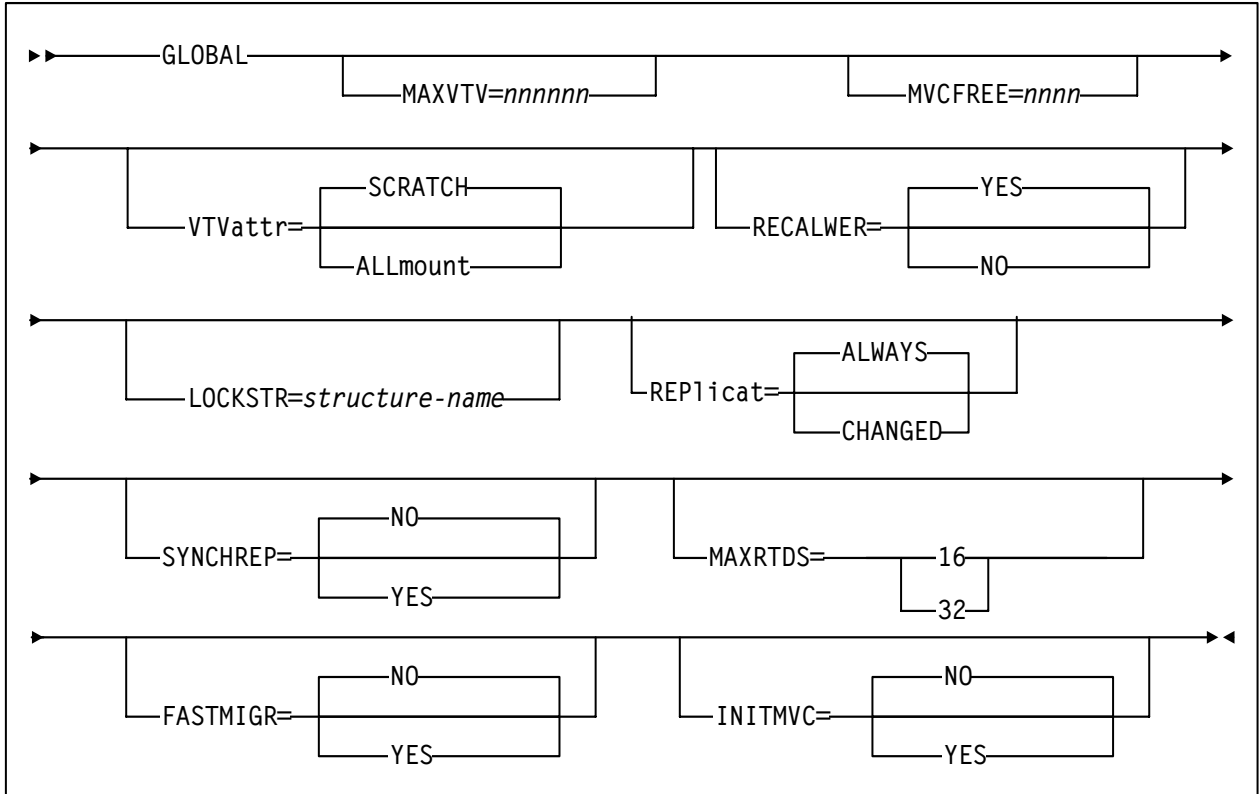 GLOBAL
MAXVTV=nnnnnn
MVCFREE=nnnn
SCRATCH
VTVattr=
ALLmount
YES
RECALWER=
NO
LOCKSTR=structure-name
ALWAYS
REPlicat=
CHANGED
NO
SYNCHREP=
YES
MAXRTDS=
16
32
NO
FASTMIGR=
YES
NO
INITMVC=
YES